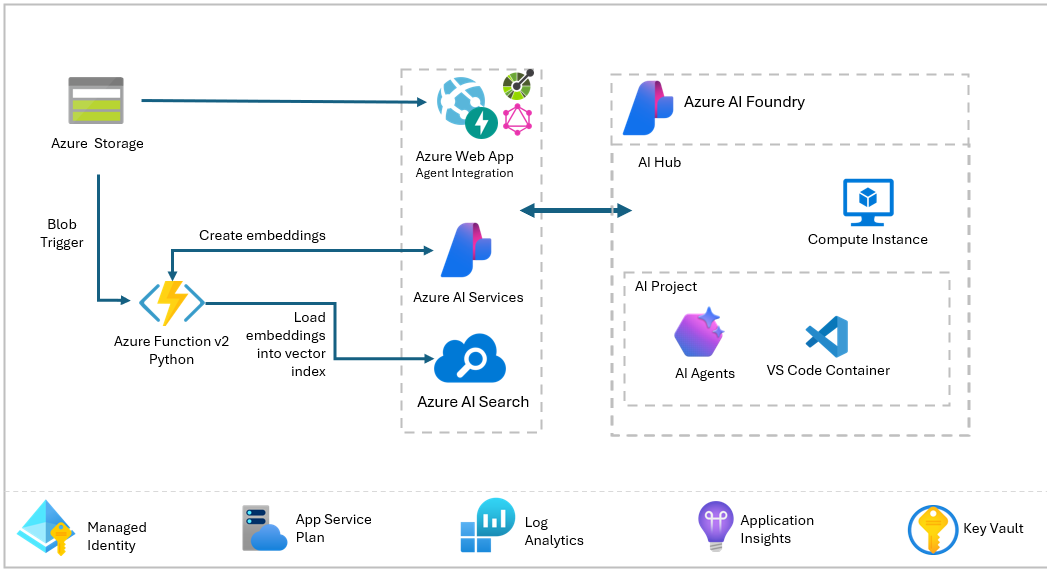 Azure Storage
Azure Web App
Agent Integration
Azure AI Foundry
AI Hub
Blob
Trigger
Create embeddings
Compute Instance
Azure AI Services
AI Project
Azure Function v2
Python
Load
embeddings
into vector
index
AI Agents
VS Code Container
Azure AI Search
Managed
Identity
App Service
Plan
Log
Analytics
Application
Insights
Key Vault